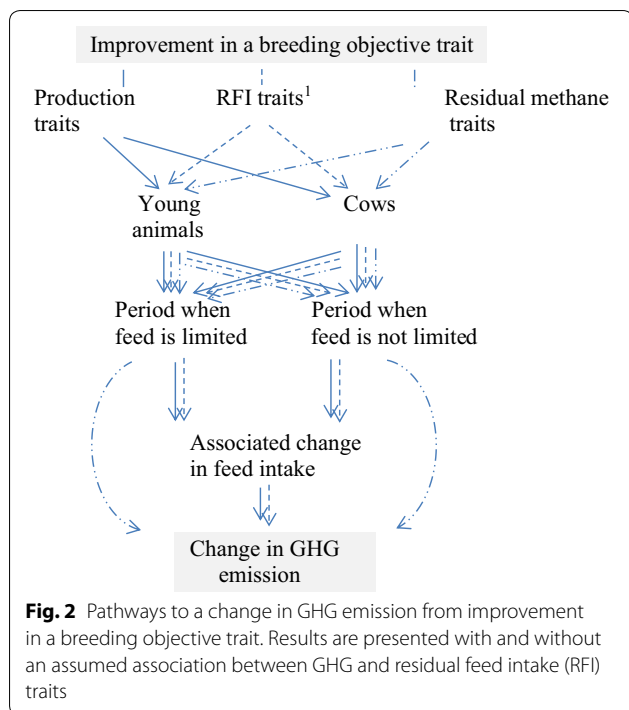 Improvement in a breeding objective trait
Production
traits
RFI traits¹
Residual methane
traits
Young
animals
Cows
Period when
feed is limited
Period when
feed is not limited
Associated change
in feed intake
Change in GHG
emission
Fig. 2 Pathways to a change in GHG emission from improvement
in a breeding objective trait. Results are presented with and without
an assumed association between GHG and residual feed intake (RFI)
traits